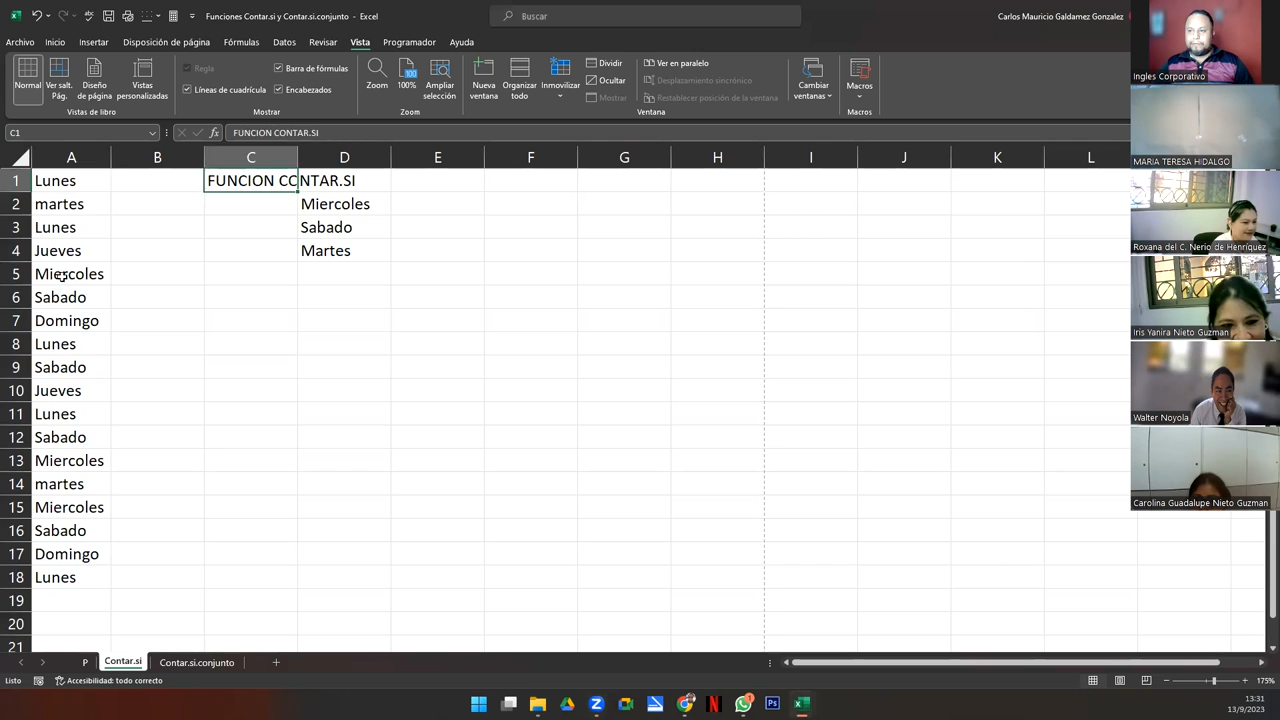 Funciones Contar.si y Contar.si.conjunto - Excel
Buscar
Carlos Mauricio Galdamez Gonzalez
Archivo Inicio Insertar Disposición de página Fórmulas Datos Revisar Vista Programador Ayuda
Normal
Ver salt. Pág.
Diseño de página
Vistas personalizadas
Vistas de libro
Regla
Barra de fórmulas
Líneas de cuadrícula
Encabezados
Mostrar
Zoom
100%
Ampliar selección
Zoom
Nueva ventana
Organizar todo
Inmovilizar
Dividir
Ocultar
Mostrar
Ver en paralelo
Desplazamiento sincrónico
Restablecer posición de la ventana
Cambiar ventanas
Ventana
Macros
Macros
C1
FUNCION CONTAR.SI
A B C D E F G H I J K L
1 Lunes FUNCION CONTAR.SI
2 martes Miercoles
3 Lunes Sabado
4 Jueves Martes
5 Miercoles
6 Sabado
7 Domingo
8 Lunes
9 Sabado
10 Jueves
11 Lunes
12 Sabado
13 Miercoles
14 martes
15 Miercoles
16 Sabado
17 Domingo
18 Lunes
19
20
21
Ingles Corporativo
MARIA TERESA HIDALGO
Roxana del C. Nerio de Henríquez
Iris Yanira Nieto Guzman
Walter Noyola
Carolina Guadalupe Nieto Guzman
P Contar.si Contar.si.conjunto
Listo
Accesibilidad: todo correcto
175%
13:31
13/9/2023